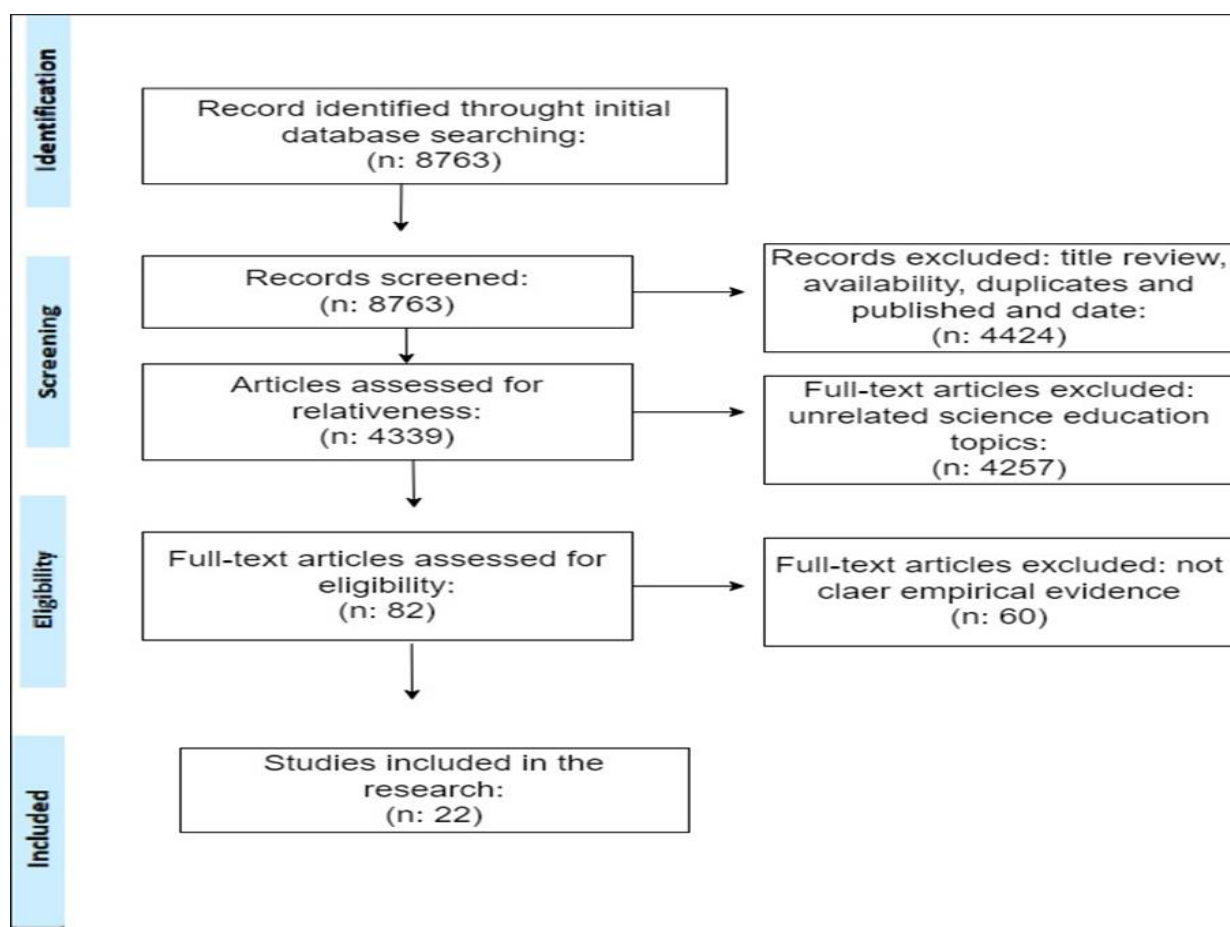 Identification
Record identified throught initial
database searching:
(n: 8763)
Screening
Records screened:
(n: 8763)
Records excluded: title review,
availability, duplicates and
published and date:
(n: 4424)
Articles assessed for
relativeness:
(n: 4339)
Full-text articles excluded:
unrelated science education
topics:
(n: 4257)
Eligibility
Full-text articles assessed for
eligibility:
(n: 82)
Full-text articles excluded: not
claer empirical evidence
(n: 60)
Included
Studies included in the
research:
(n: 22)